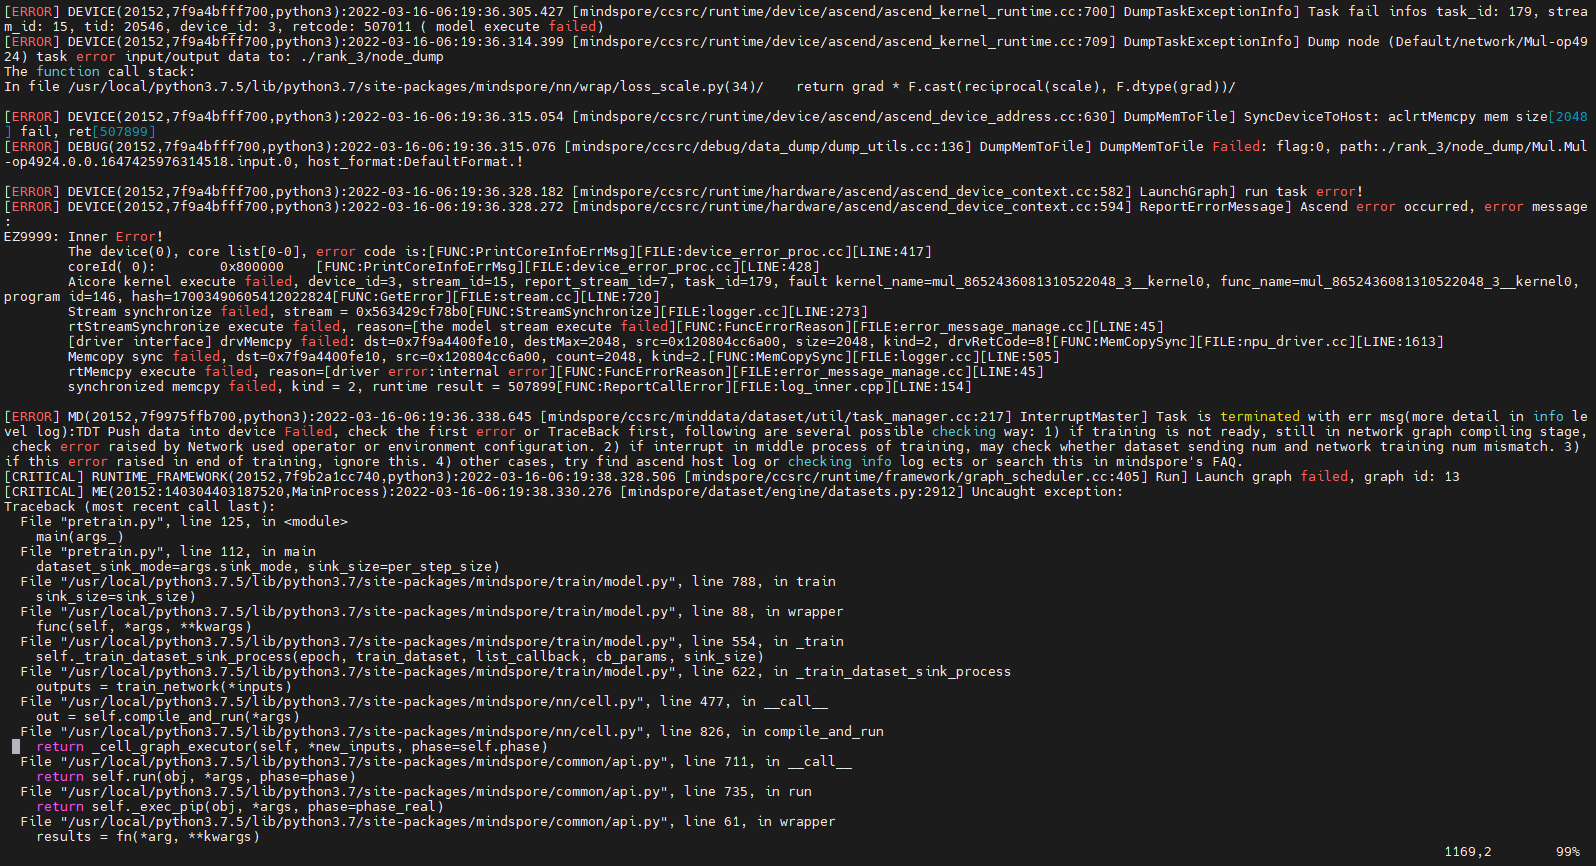 [ERROR] DEVICE(20152,7f9a4bfff700,python3):2022-03-16-06:19:36.305.427 [mindspore/ccsrc/runtime/device/ascend/ascend_kernel_runtime.cc:700] DumpTaskExceptionInfo] Task fail infos task_id: 179, strea
m_id: 15, tid: 20546, device_id: 3, retcode: 507011 ( model execute failed)
[ERROR] DEVICE(20152,7f9a4bfff700,python3):2022-03-16-06:19:36.314.399 [mindspore/ccsrc/runtime/device/ascend/ascend_kernel_runtime.cc:709] DumpTaskExceptionInfo] Dump node (Default/network/Mul-op49
24) task error input/output data to: ./rank_3/node_dump
The function call stack:
In file /usr/local/python3.7.5/lib/python3.7/site-packages/mindspore/nn/wrap/loss_scale.py(34)/    return grad * F.cast(reciprocal(scale), F.dtype(grad))/
[ERROR] DEVICE(20152,7f9a4bfff700,python3):2022-03-16-06:19:36.315.054 [mindspore/ccsrc/runtime/device/ascend/ascend_device_address.cc:630] DumpMemToFile] SyncDeviceToHost: aclrtMemcpy mem size[2048
] fail, ret[507899]
[ERROR] DEBUG(20152,7f9a4bfff700,python3):2022-03-16-06:19:36.315.076 [mindspore/ccsrc/debug/data_dump/dump_utils.cc:136] DumpMemToFile] DumpMemToFile Failed: flag:0, path:./rank_3/node_dump/Mul.Mul
-op4924.0.0.1647425976314518.input.0, host_format:DefaultFormat.!
[ERROR] DEVICE(20152,7f9a4bfff700,python3):2022-03-16-06:19:36.328.182 [mindspore/ccsrc/runtime/hardware/ascend/ascend_device_context.cc:582] LaunchGraph] run task error!
[ERROR] DEVICE(20152,7f9a4bfff700,python3):2022-03-16-06:19:36.328.272 [mindspore/ccsrc/runtime/hardware/ascend/ascend_device_context.cc:594] ReportErrorMessage] Ascend error occurred, error message
:
EZ9999: Inner Error!
        The device(0), core list[0-0], error code is:[FUNC:PrintCoreInfoErrMsg][FILE:device_error_proc.cc][LINE:417]
        coreId( 0):        0x800000    [FUNC:PrintCoreInfoErrMsg][FILE:device_error_proc.cc][LINE:428]
        Aicore kernel execute failed, device_id=3, stream_id=15, report_stream_id=7, task_id=179, fault kernel_name=mul_8652436081310522048_3__kernel0, func_name=mul_8652436081310522048_3__kernel0,
program id=146, hash=17003490605412022824[FUNC:GetError][FILE:stream.cc][LINE:720]
        Stream synchronize failed, stream = 0x563429cf78b0[FUNC:StreamSynchronize][FILE:logger.cc][LINE:273]
        rtStreamSynchronize execute failed, reason=[the model stream execute failed][FUNC:FuncErrorReason][FILE:error_message_manage.cc][LINE:45]
        [driver interface] drvMemcpy failed: dst=0x7f9a4400fe10, destMax=2048, src=0x120804cc6a00, size=2048, kind=2, drvRetCode=8![FUNC:MemCopySync][FILE:npu_driver.cc][LINE:1613]
        Memcopy sync failed, dst=0x7f9a4400fe10, src=0x120804cc6a00, count=2048, kind=2.[FUNC:MemCopySync][FILE:logger.cc][LINE:505]
        rtMemcpy execute failed, reason=[driver error:internal error][FUNC:FuncErrorReason][FILE:error_message_manage.cc][LINE:45]
        synchronized memcpy failed, kind = 2, runtime result = 507899[FUNC:ReportCallError][FILE:log_inner.cpp][LINE:154]
[ERROR] MD(20152,7f9975ffb700,python3):2022-03-16-06:19:36.338.645 [mindspore/ccsrc/minddata/dataset/util/task_manager.cc:217] InterruptMaster] Task is terminated with err msg(more detail in info le
vel log):TDT Push data into device Failed, check the first error or TraceBack first, following are several possible checking way: 1) if training is not ready, still in network graph compiling stage,
 check error raised by Network used operator or environment configuration. 2) if interrupt in middle process of training, may check whether dataset sending num and network training num mismatch. 3)
if this error raised in end of training, ignore this. 4) other cases, try find ascend host log or checking info log ects or search this in mindspore's FAQ.
[CRITICAL] RUNTIME_FRAMEWORK(20152,7f9b2a1cc740,python3):2022-03-16-06:19:38.328.506 [mindspore/ccsrc/runtime/framework/graph_scheduler.cc:405] Run] Launch graph failed, graph id: 13
[CRITICAL] ME(20152:140304403187520,MainProcess):2022-03-16-06:19:38.330.276 [mindspore/dataset/engine/datasets.py:2912] Uncaught exception:
Traceback (most recent call last):
  File "pretrain.py", line 125, in <module>
    main(args_)
  File "pretrain.py", line 112, in main
    dataset_sink_mode=args.sink_mode, sink_size=per_step_size)
  File "/usr/local/python3.7.5/lib/python3.7/site-packages/mindspore/train/model.py", line 788, in train
    sink_size=sink_size)
  File "/usr/local/python3.7.5/lib/python3.7/site-packages/mindspore/train/model.py", line 88, in wrapper
    func(self, *args, **kwargs)
  File "/usr/local/python3.7.5/lib/python3.7/site-packages/mindspore/train/model.py", line 554, in _train
    self._train_dataset_sink_process(epoch, train_dataset, list_callback, cb_params, sink_size)
  File "/usr/local/python3.7.5/lib/python3.7/site-packages/mindspore/train/model.py", line 622, in _train_dataset_sink_process
    outputs = train_network(*inputs)
  File "/usr/local/python3.7.5/lib/python3.7/site-packages/mindspore/nn/cell.py", line 477, in __call__
    out = self.compile_and_run(*args)
  File "/usr/local/python3.7.5/lib/python3.7/site-packages/mindspore/nn/cell.py", line 826, in compile_and_run
    return _cell_graph_executor(self, *new_inputs, phase=self.phase)
  File "/usr/local/python3.7.5/lib/python3.7/site-packages/mindspore/common/api.py", line 711, in __call__
    return self.run(obj, *args, phase=phase)
  File "/usr/local/python3.7.5/lib/python3.7/site-packages/mindspore/common/api.py", line 735, in run
    return self._exec_pip(obj, *args, phase=phase_real)
  File "/usr/local/python3.7.5/lib/python3.7/site-packages/mindspore/common/api.py", line 61, in wrapper
    results = fn(*arg, **kwargs)
1169,2        99%